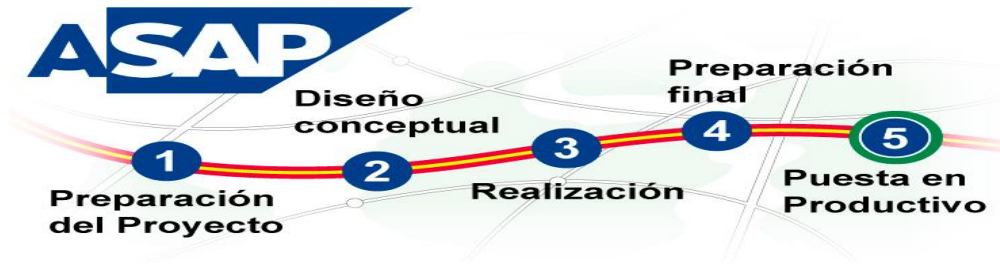 ASAP
1
Preparación
del Proyecto
2
Diseño
conceptual
3
Realización
4
Preparación
final
5
Puesta en
Productivo